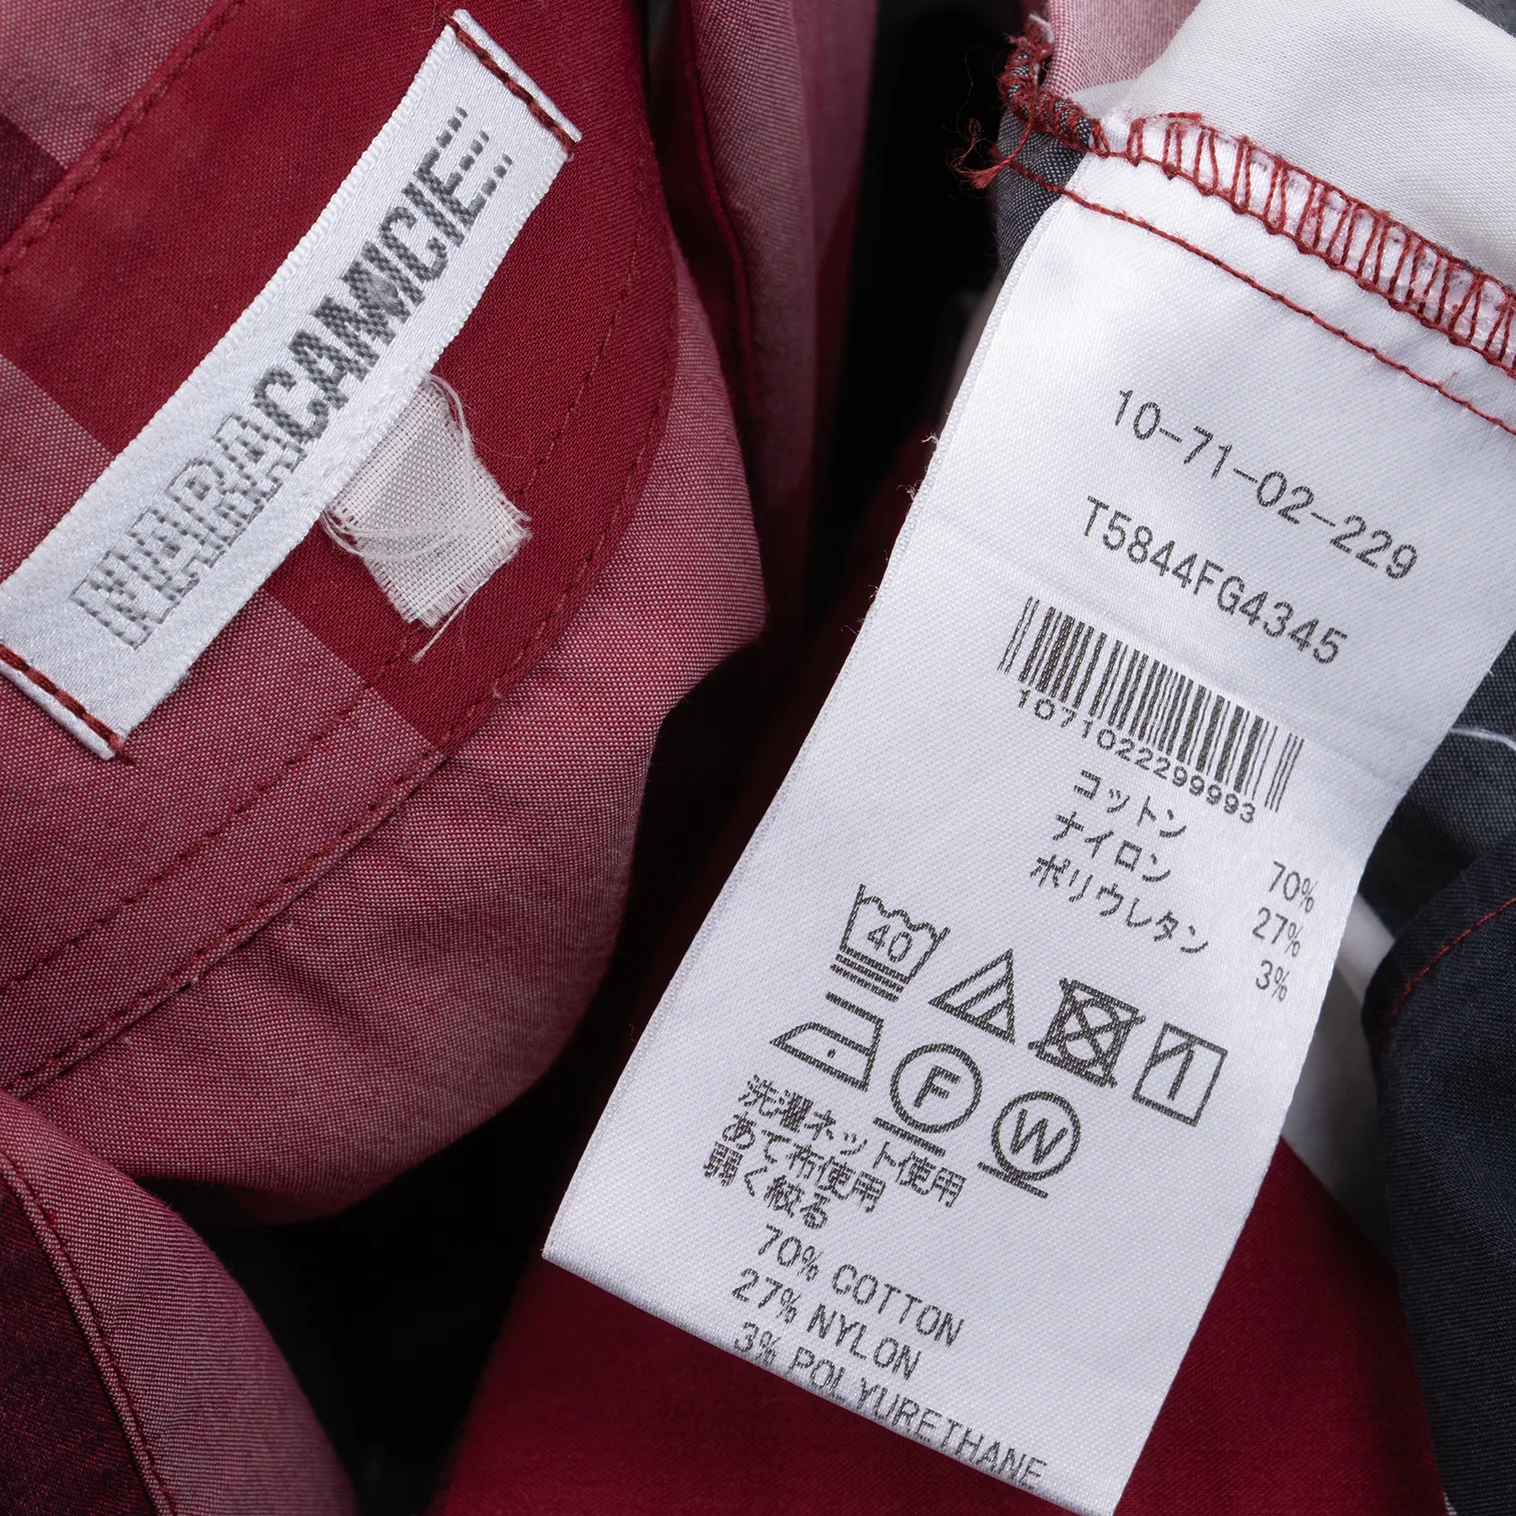 NARACAMICIE
10-71-02-229
T5844FG4345
1071022299993
コットン 70%
ナイロン 27%
ポリウレタン 3%
40
F
W
洗濯ネット使用
あて布使用
弱く絞る
70% COTTON
27% NYLON
3% POLYURETHANE